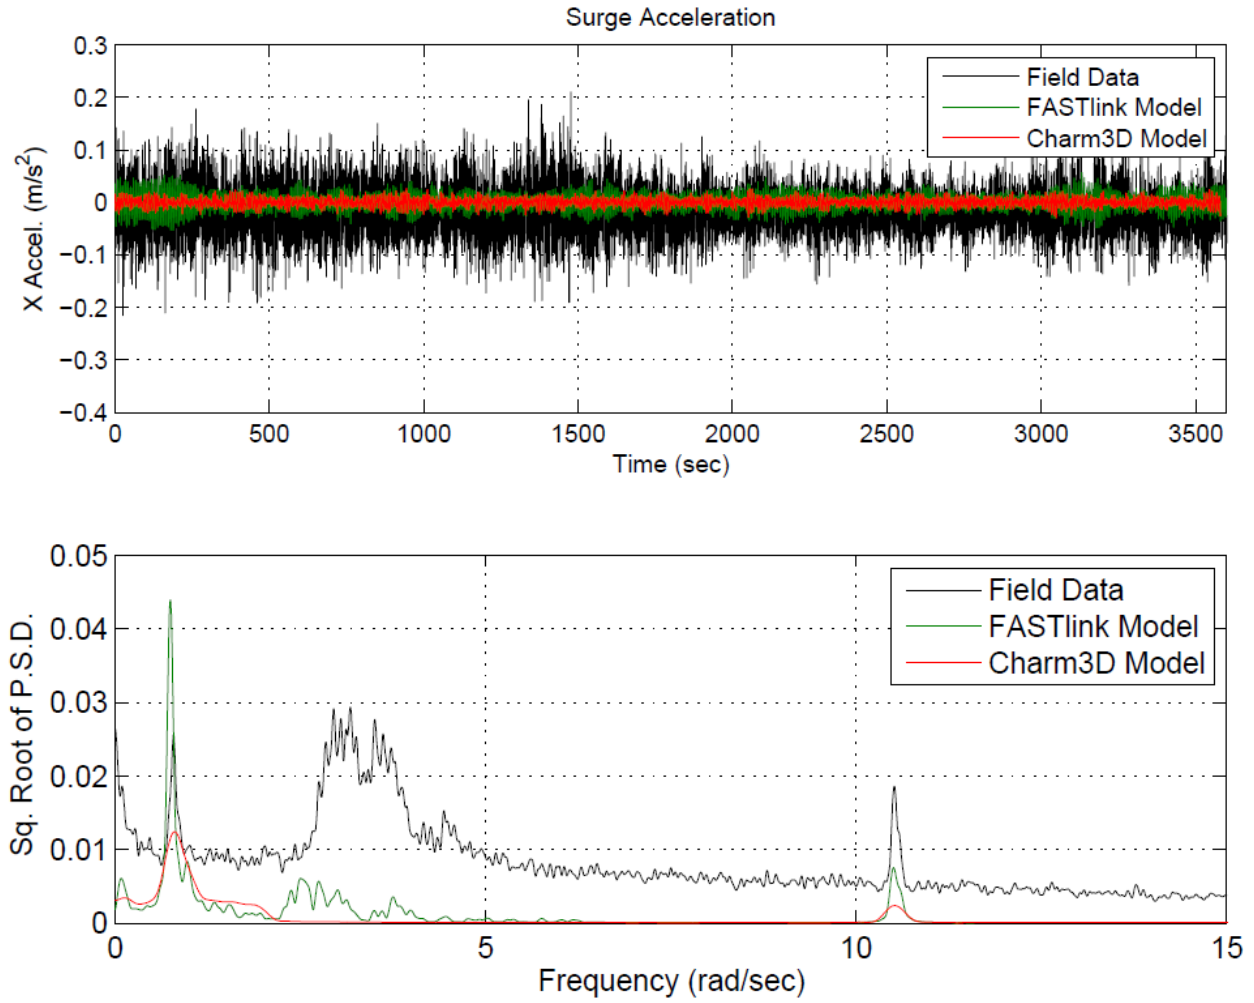 Surge Acceleration
X Accel. (m/s²)
0.3
0.2
0.1
0
−0.1
−0.2
−0.3
−0.4
Field Data
FASTlink Model
Charm3D Model
0 500 1000 1500 2000 2500 3000 3500
Time (sec)
Sq. Root of P.S.D.
0.05
0.04
0.03
0.02
0.01
0
Field Data
FASTlink Model
Charm3D Model
0 5 10 15
Frequency (rad/sec)